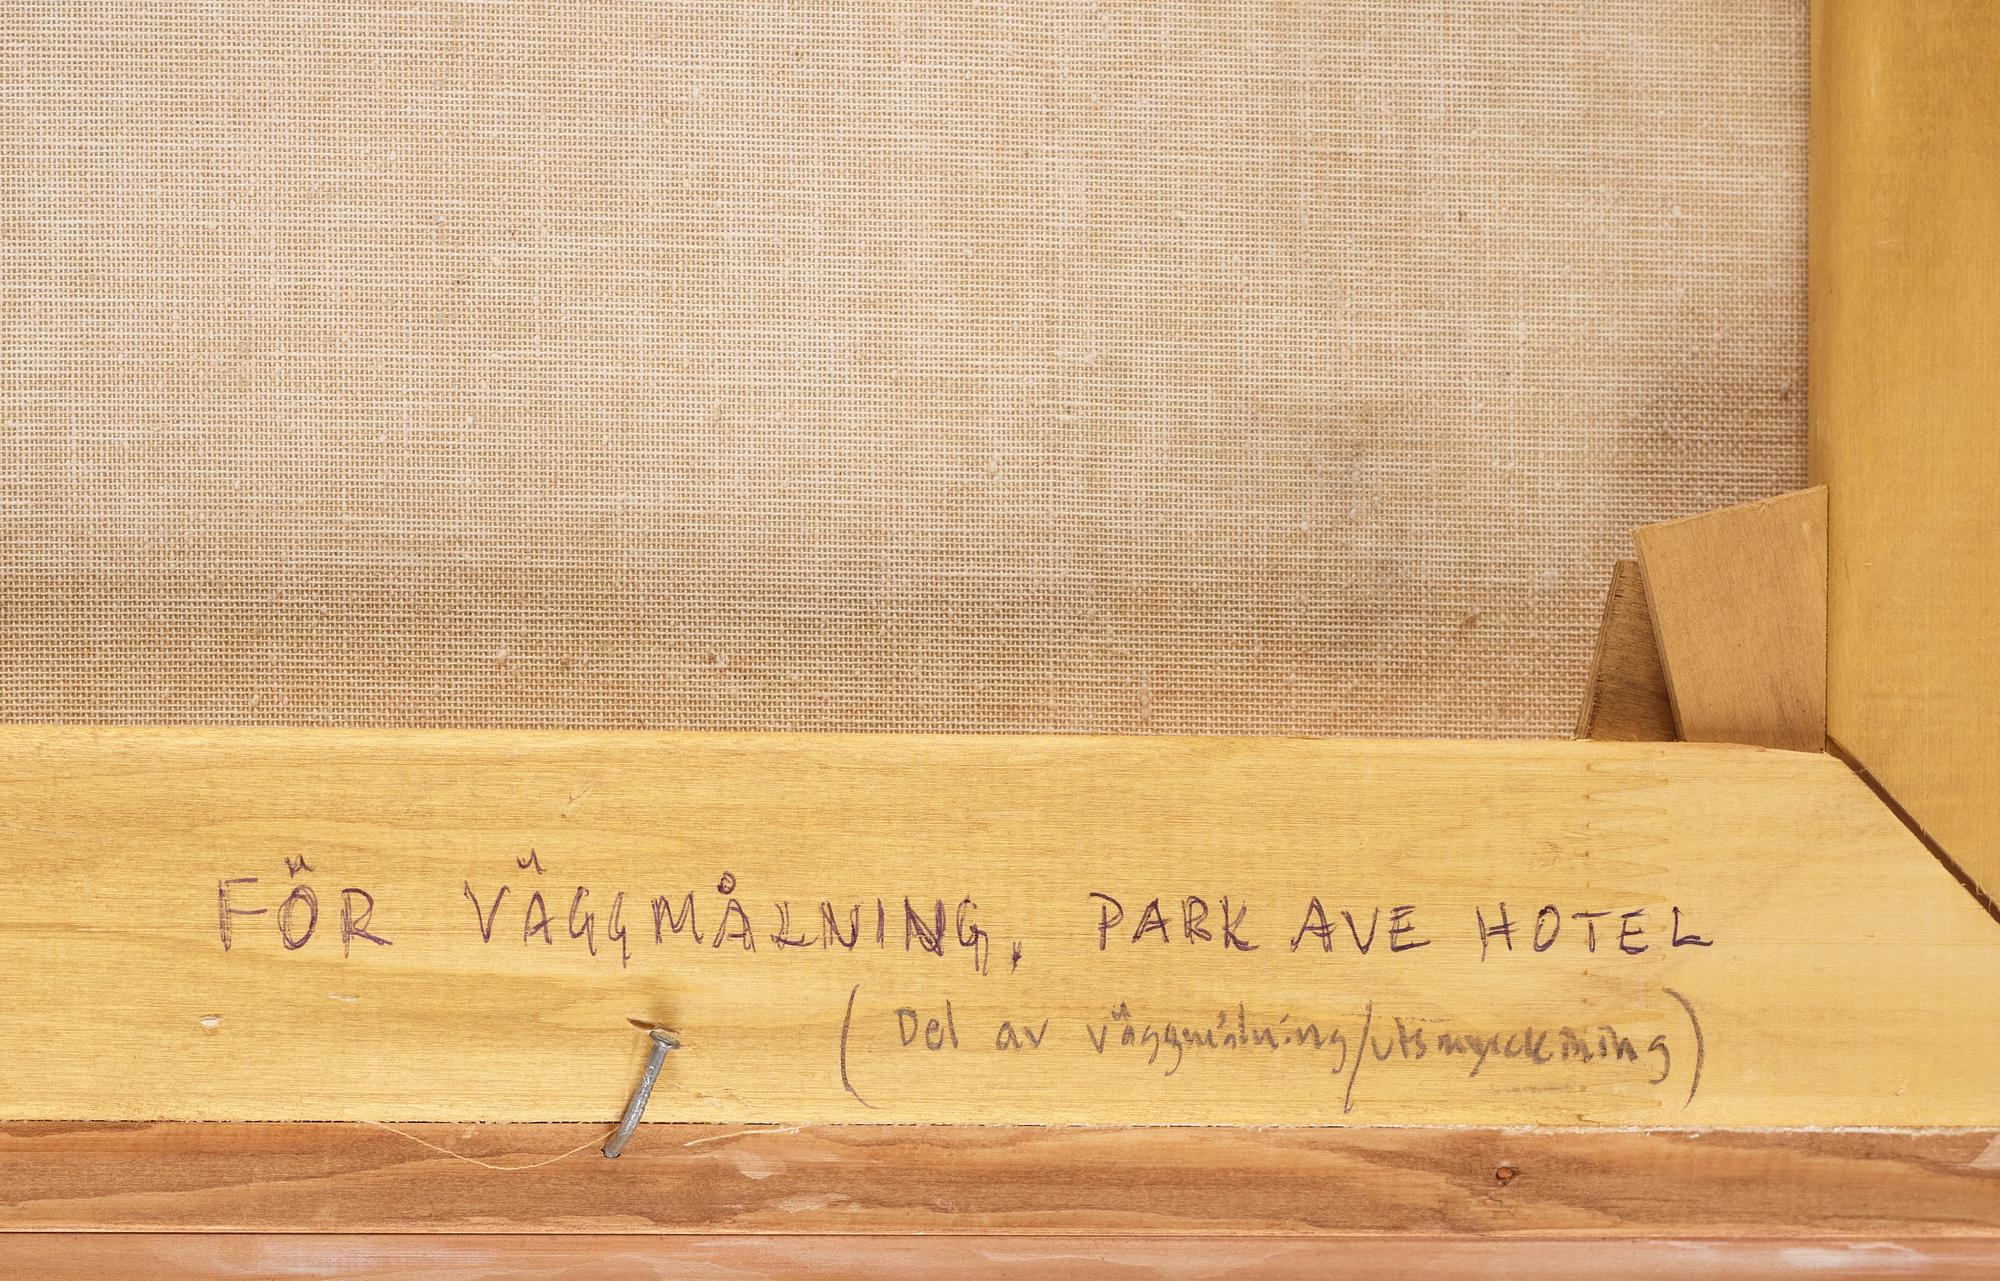 FÖR VÄGGMÅLNING, PARK AVE HOTEL
(Del av väggmålning/utsmyckning)